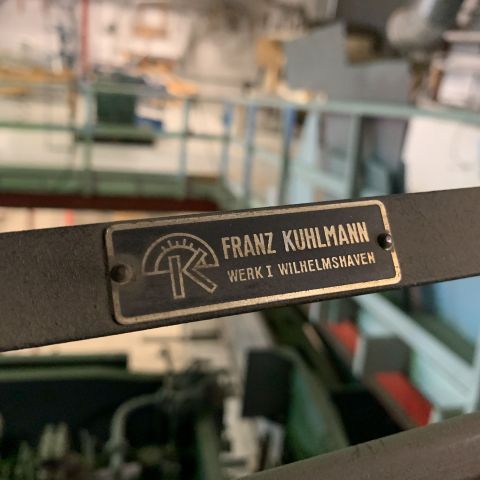 K
FRANZ KUHLMANN
WERK I WILHELMSHAVEN